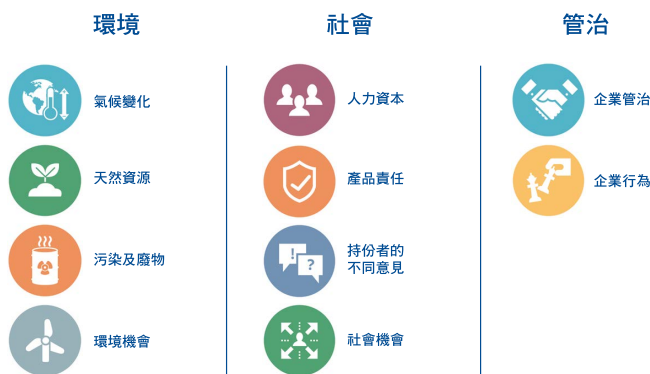 環境
氣候變化
天然資源
污染及廢物
環境機會
社會
人力資本
產品責任
持份者的
不同意見
社會機會
管治
企業管治
企業行為
!
?